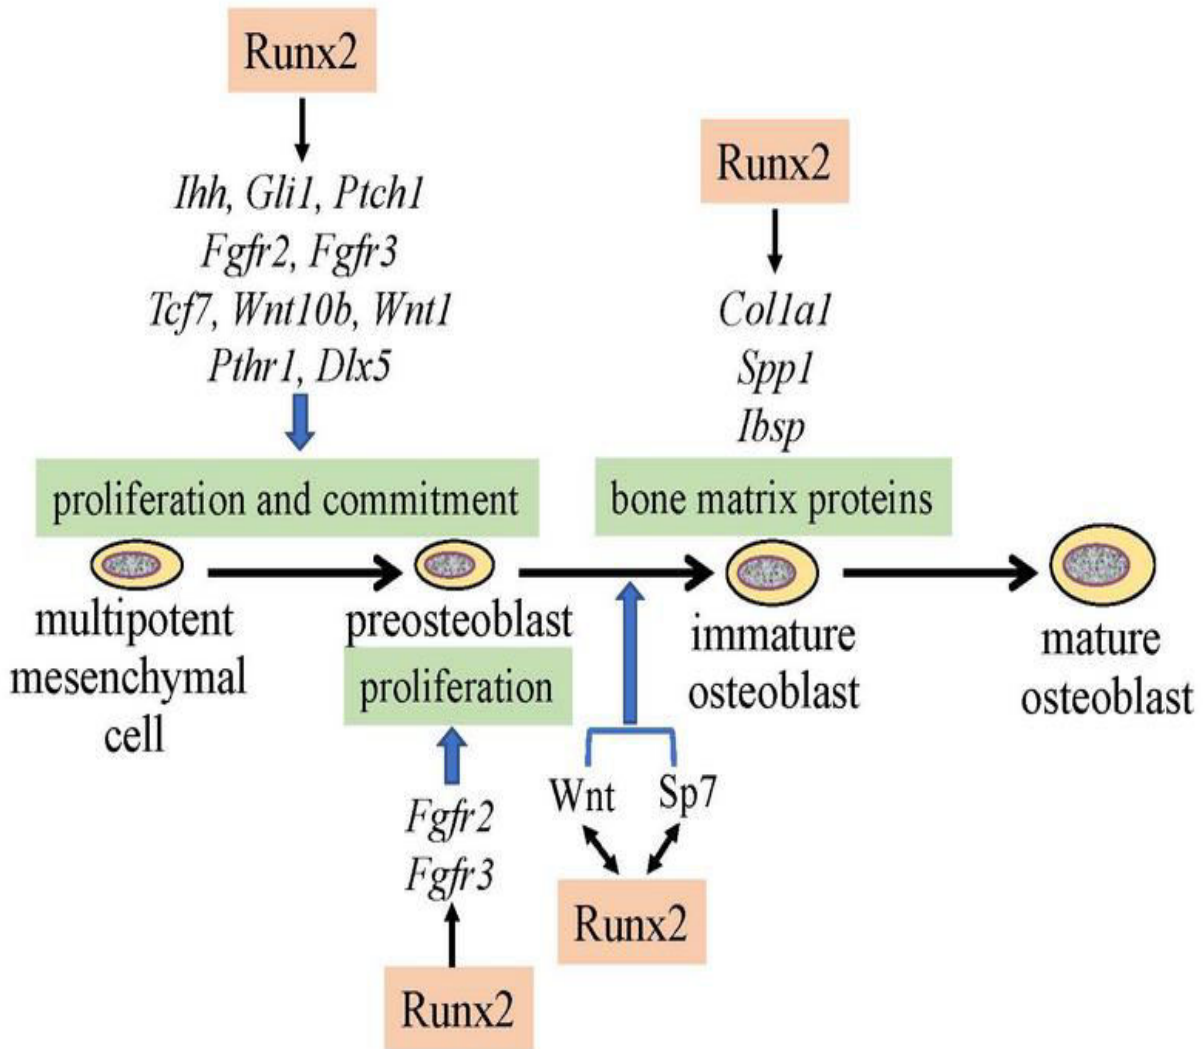 Runx2
Ihh, Gli1, Ptch1
Fgfr2, Fgfr3
Tcf7, Wnt10b, Wnt1
Pthr1, Dlx5
proliferation and commitment
Runx2
Col1a1
Spp1
Ibsp
bone matrix proteins
multipotent
mesenchymal
cell
preosteoblast
immature
osteoblast
mature
osteoblast
proliferation
Fgfr2
Fgfr3
Runx2
Wnt
Sp7
Runx2